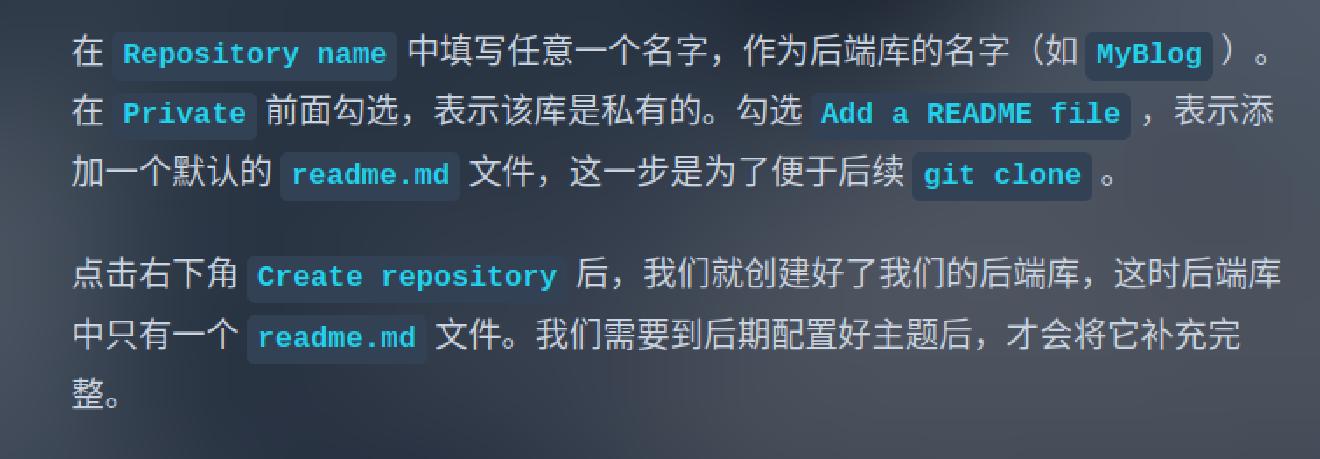 在 Repository name 中填写任意一个名字，作为后端库的名字（如 MyBlog ）。
在 Private 前面勾选，表示该库是私有的。勾选 Add a README file ，表示添
加一个默认的 readme.md 文件，这一步是为了便于后续 git clone 。
点击右下角 Create repository 后，我们就创建好了我们的后端库，这时后端库
中只有一个 readme.md 文件。我们需要到后期配置好主题后，才会将它补充完
整。